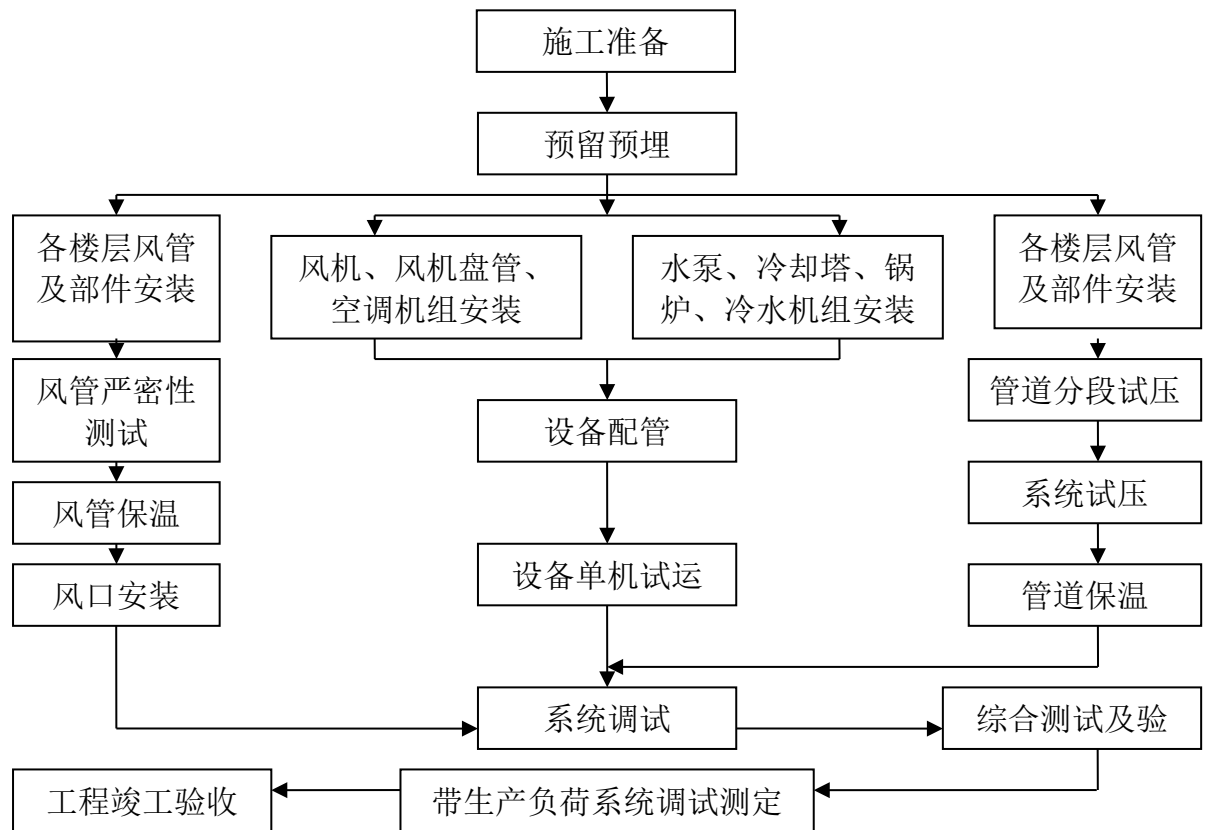 施工准备
预留预埋
各楼层风管
及部件安装
风机、风机盘管、
空调机组安装
水泵、冷却塔、锅
炉、冷水机组安装
各楼层风管
及部件安装
风管严密性
测试
设备配管
管道分段试压
风管保温
系统试压
风口安装
设备单机试运
管道保温
系统调试
综合测试及验
工程竣工验收
带生产负荷系统调试测定